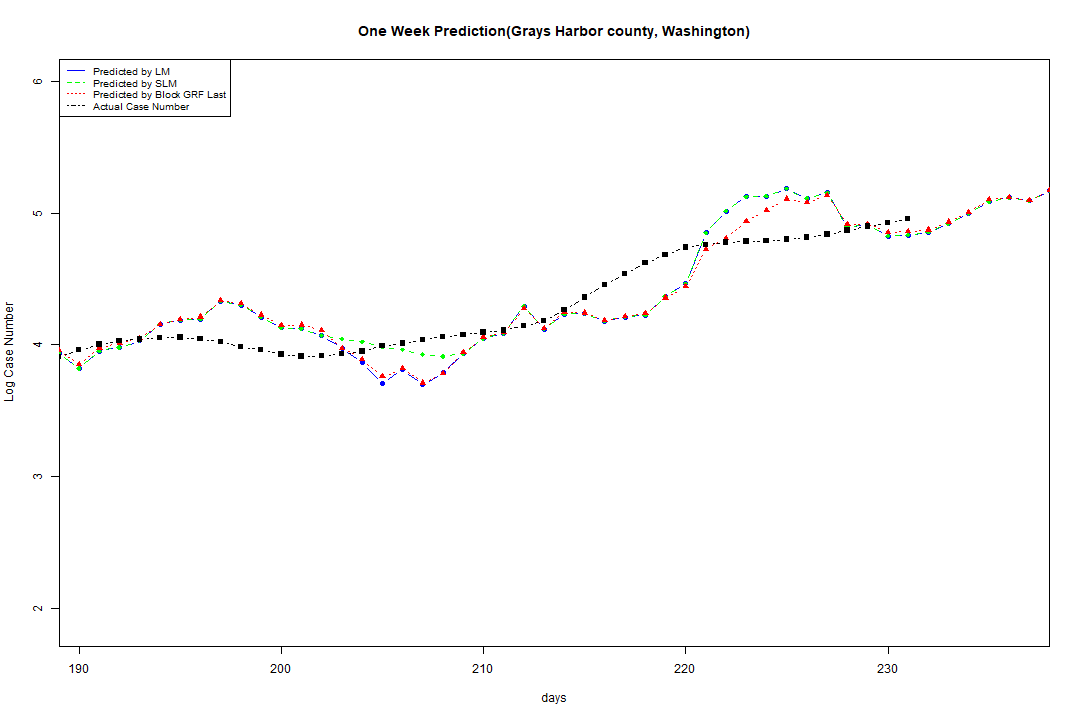 One Week Prediction(Grays Harbor county, Washington)
Predicted by LM
Predicted by SLM
Predicted by Block GRF Last
Actual Case Number
6
5
4
3
2
Log Case Number
190 200 210 220 230
days